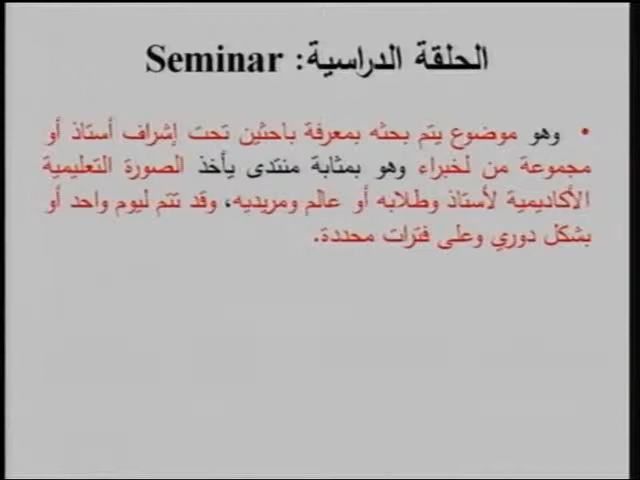 الحلقة الدراسية: Seminar
• وهو موضوع يتم بحثه بمعرفة باحثين تحت إشراف أستاذ أو
مجموعة من لخبراء وهو بمثابة منتدى يأخذ الصورة التعليمية
الأكاديمية لأستاذ وطلابه أو عالم ومريديه، وقد تتم ليوم واحد أو
بشكل دوري وعلى فترات محددة.